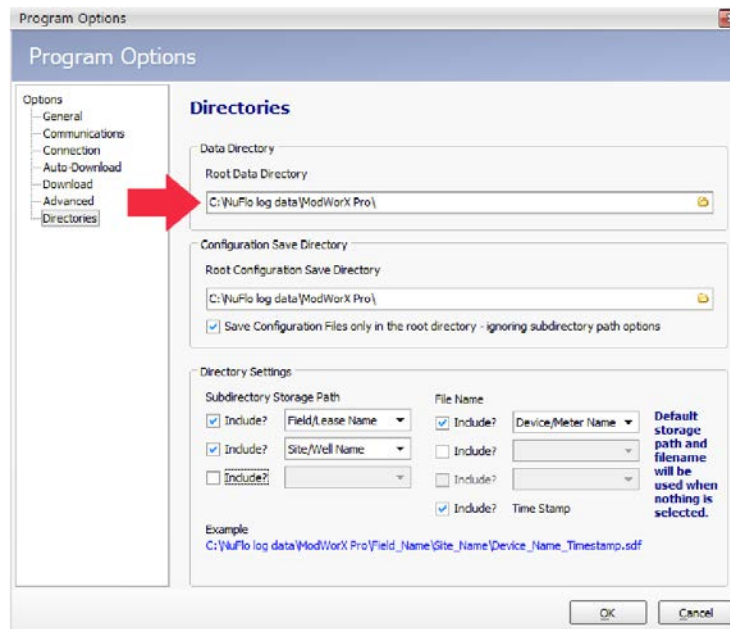 Program Options
Program Options
Options
General
Communications
Connection
Auto-Download
Download
Advanced
Directories
Directories
Data Directory
Root Data Directory
C:\NuFlo log data\ModWorX Pro\
Configuration Save Directory
Root Configuration Save Directory
C:\NuFlo log data\ModWorX Pro\
Save Configuration Files only in the root directory - ignoring subdirectory path options
Directory Settings
Subdirectory Storage Path
Include? Field/Lease Name
Include? Site/Well Name
Include?
File Name
Include? Device/Meter Name
Include?
Include?
Include? Time Stamp
Default
storage
path and
filename
will be
used when
nothing is
selected.
Example
C:\NuFlo log data\ModWorX Pro\Field_Name\Site_Name\Device_Name_Timestamp.sdf
OK Cancel